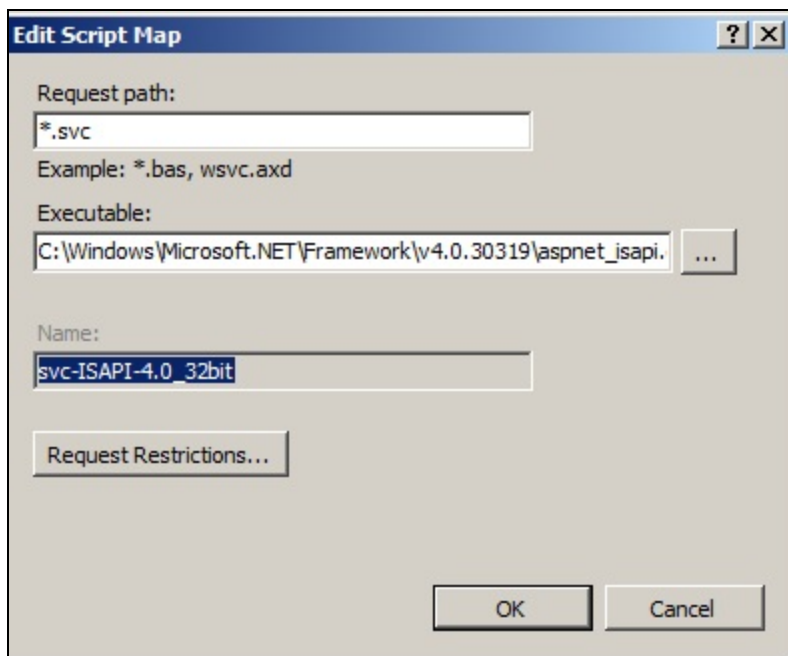 Edit Script Map
Request path:
*.svc
Example: *.bas, wsvc.axd
Executable:
C:\Windows\Microsoft.NET\Framework\v4.0.30319\aspnet_isapi.
...
Name:
svc-ISAPI-4.0_32bit
Request Restrictions...
OK Cancel